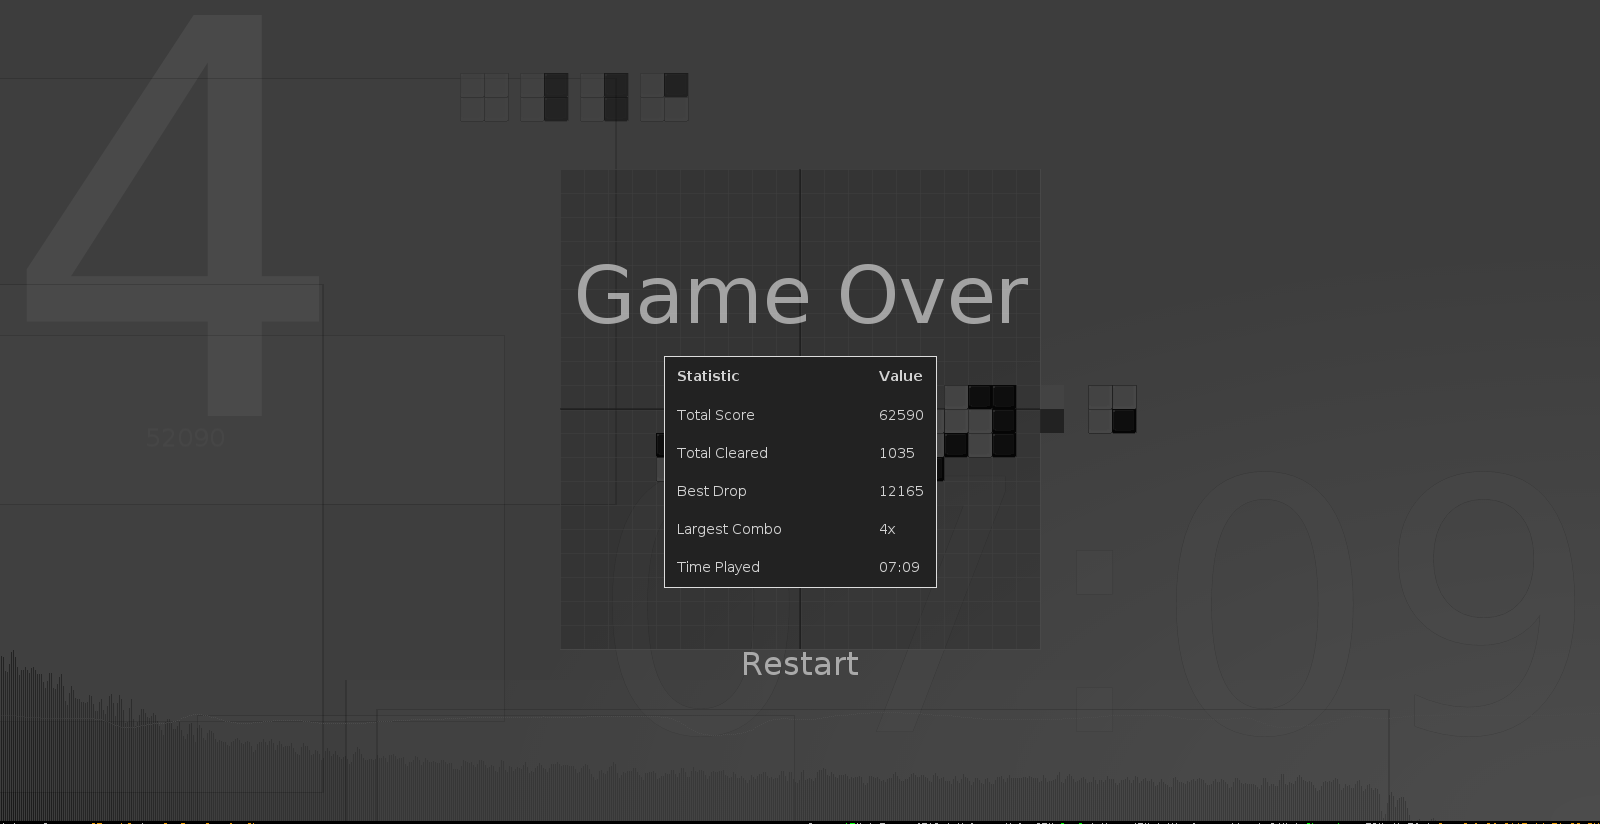 4
52090
Game Over
Statistic Value
Total Score 62590
Total Cleared 1035
Best Drop 12165
Largest Combo 4x
Time Played 07:09
07:09
Restart